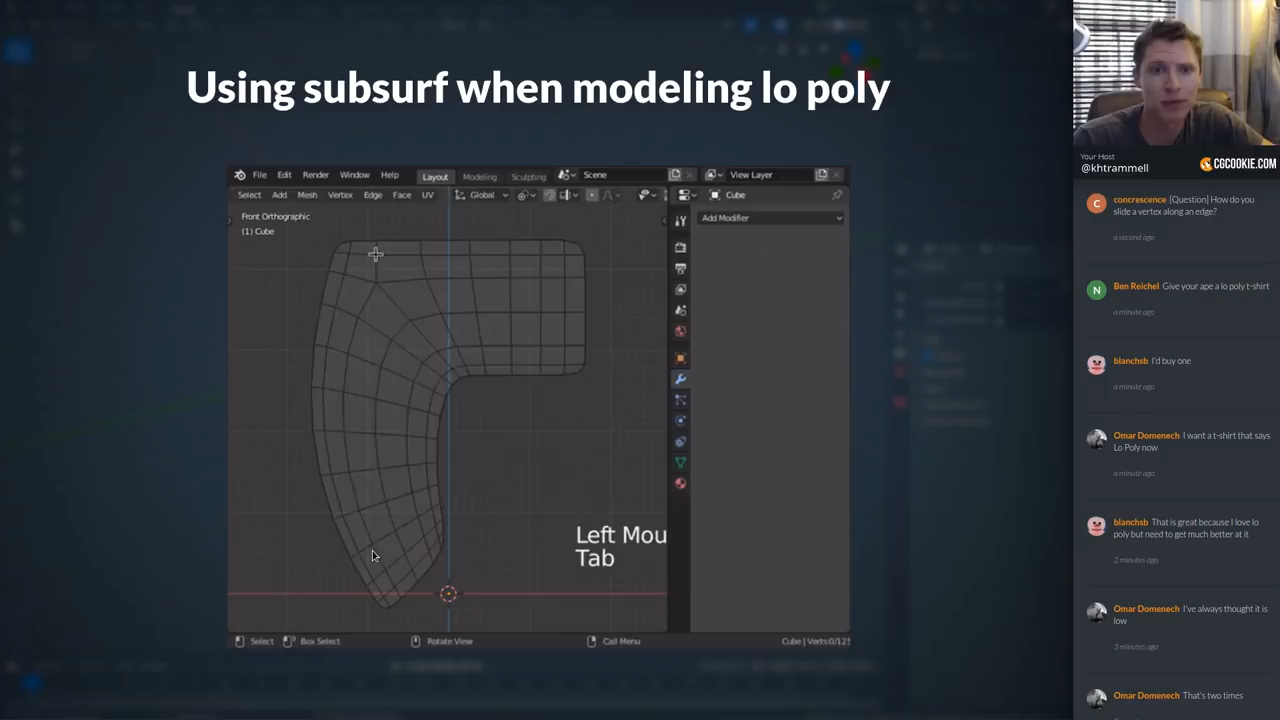 Using subsurf when modeling lo poly
File Edit Render Window Help Layout Modeling Sculpting Scene View Layer
Select Add Mesh Vertex Edge Face UV Global Cube
Front Orthographic
(1) Cube
Add Modifier
Left Mou
Tab
Select Box Select Rotate View Call Menu Cube | Verts:0/12
Your Host
@khtrammell
CGCOOKIE.COM
C
concrescence [Question] How do you
slide a vertex along an edge?
a second ago
N
Ben Reichel Give your ape a lo poly t-shirt
a minute ago
blanchsb I'd buy one
a minute ago
Omar Domenech I want a t-shirt that says
Lo Poly now
a minute ago
blanchsb That is great because I love lo
poly but need to get much better at it
2 minutes ago
Omar Domenech I've always thought it is
low
3 minutes ago
Omar Domenech That's two times